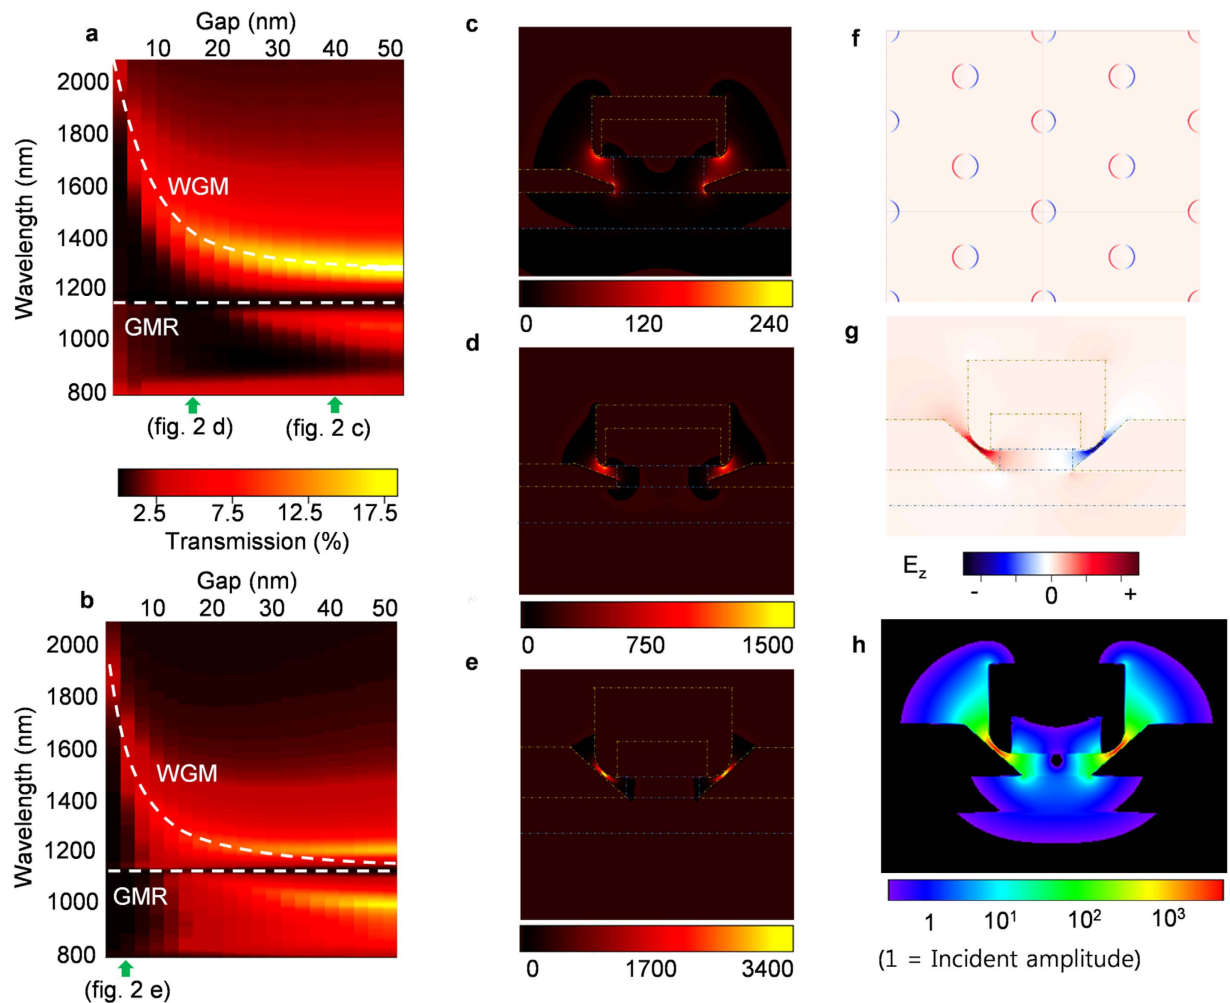 a
Gap (nm)
10 20 30 40 50
Wavelength (nm)
2000
1800
1600
1400
1200
1000
800
WGM
GMR
(fig. 2 d)
(fig. 2 c)
2.5 7.5 12.5 17.5
Transmission (%)
b
Gap (nm)
10 20 30 40 50
Wavelength (nm)
2000
1800
1600
1400
1200
1000
800
WGM
GMR
(fig. 2 e)
c
0 120 240
d
0 750 1500
e
0 1700 3400
f
g
E_z
- 0 +
h
1 10¹ 10² 10³
(1 = Incident amplitude)